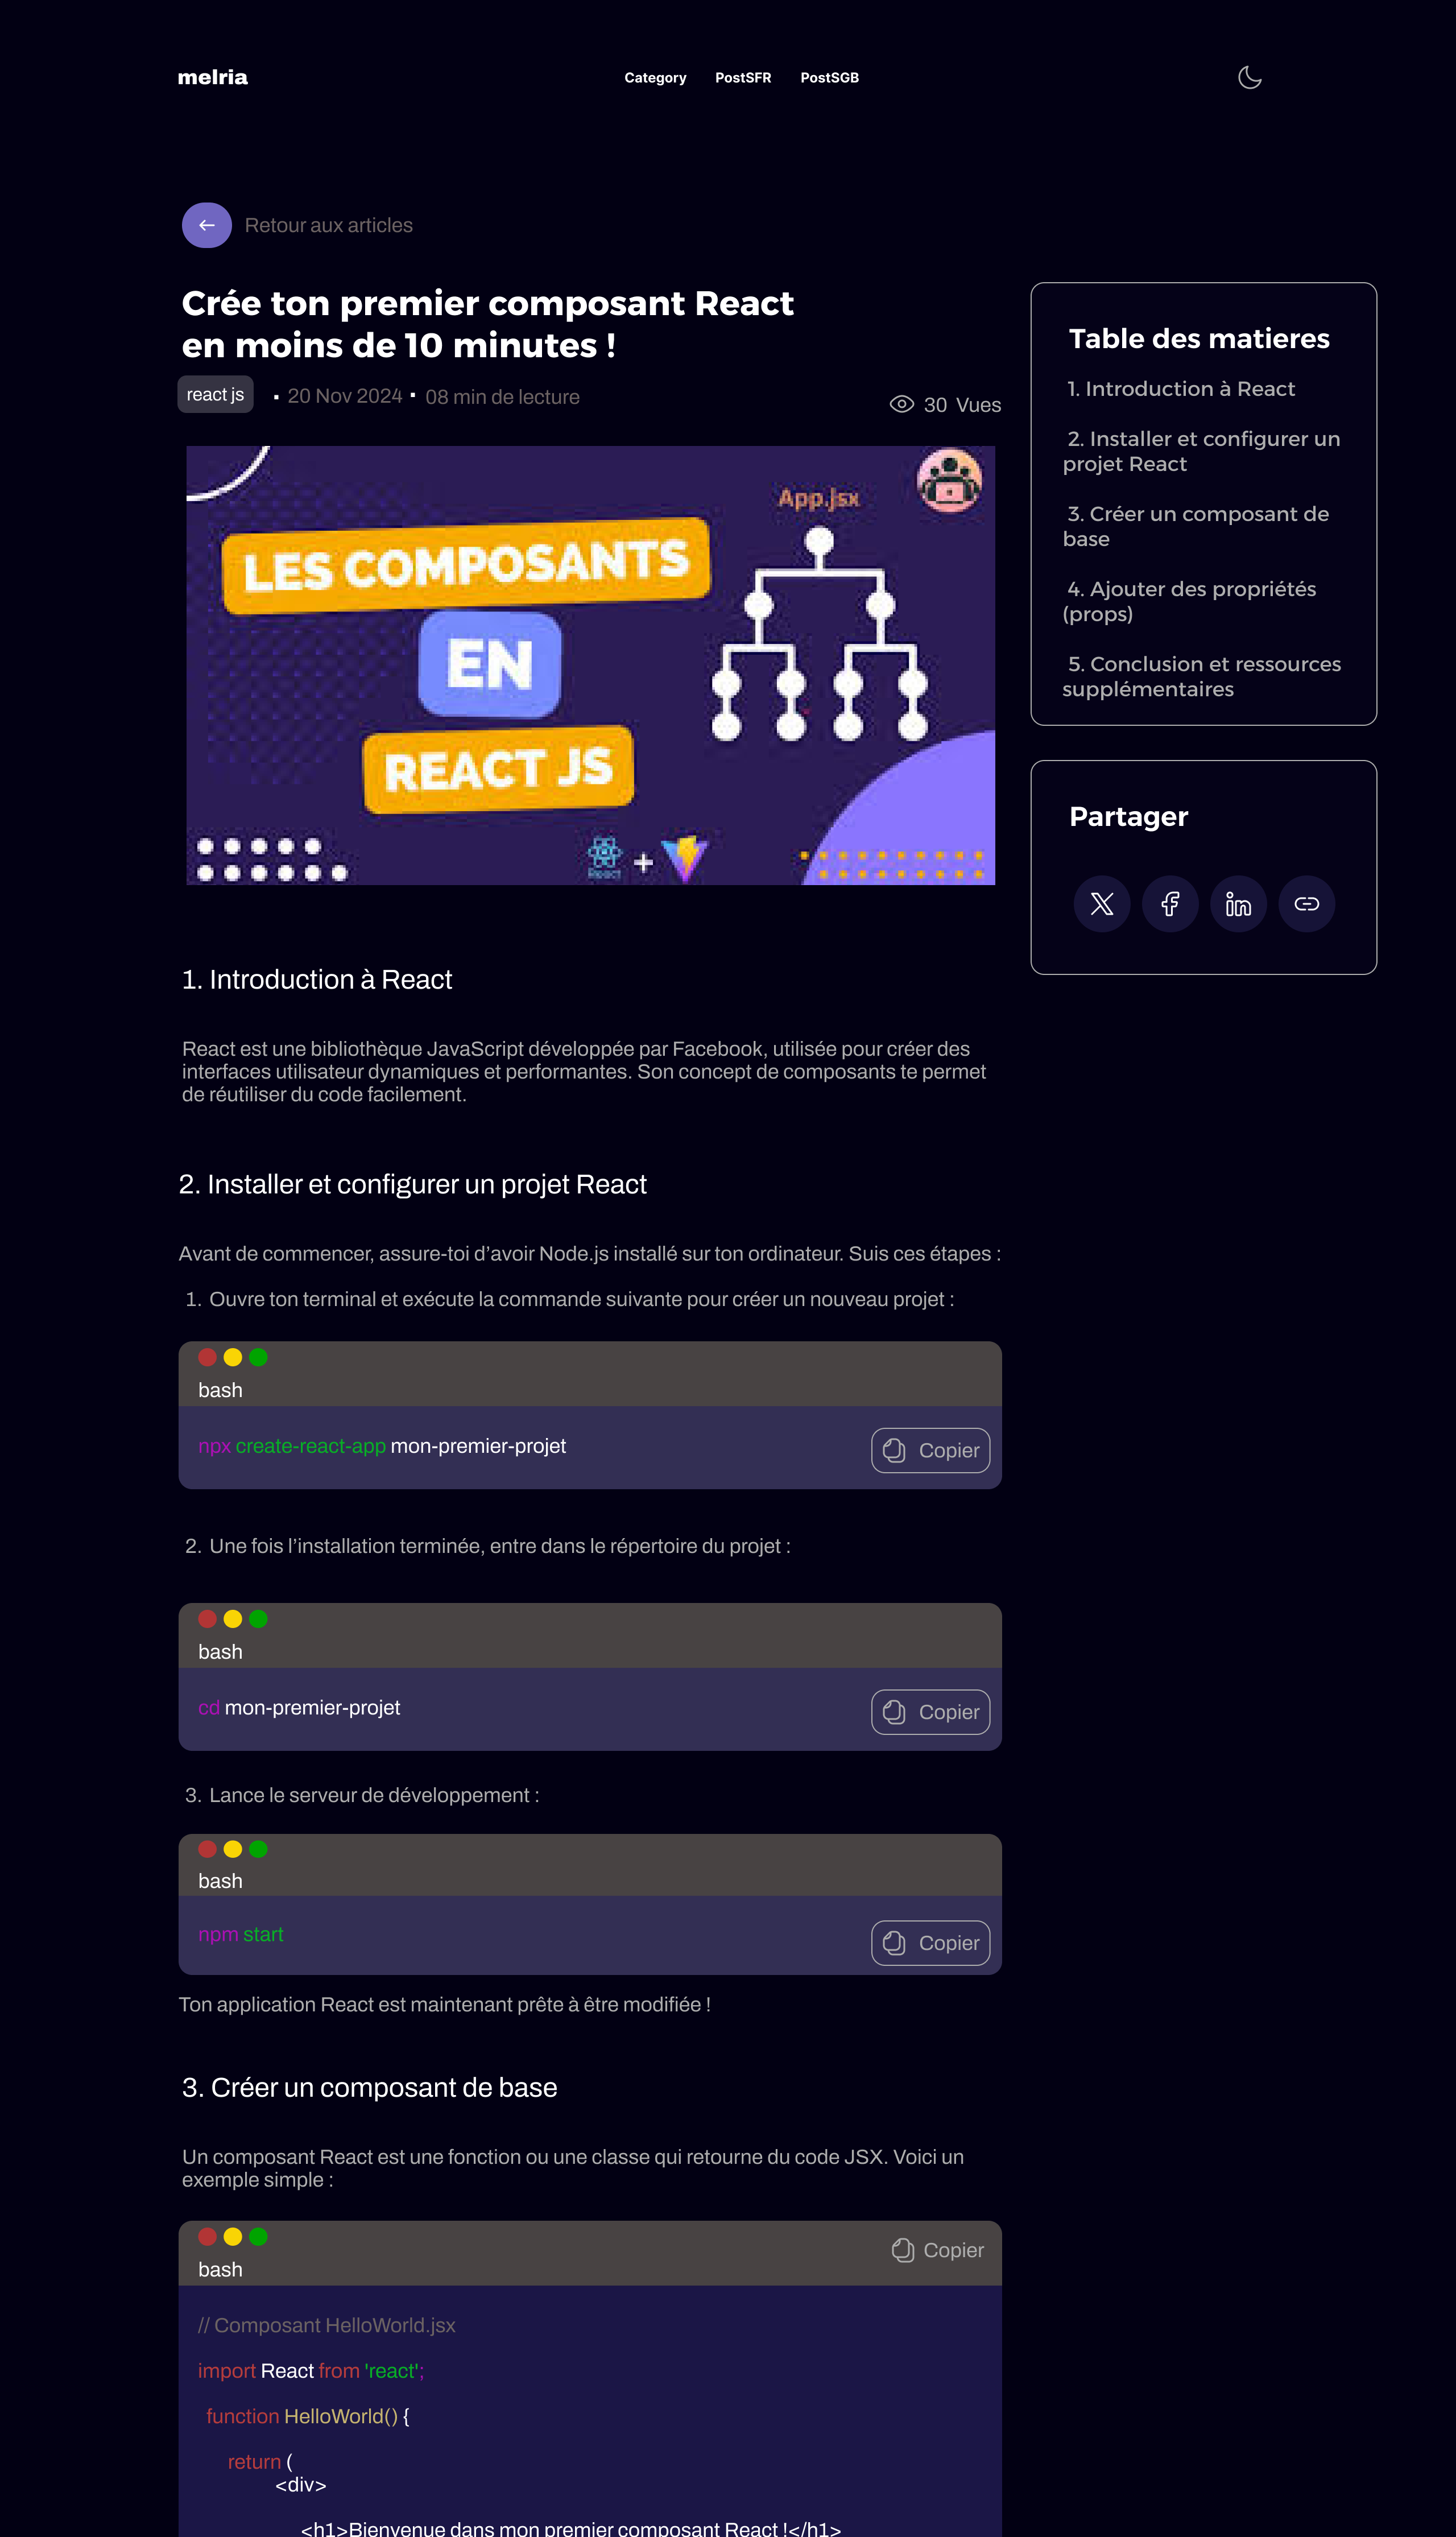 melria
Category PostSFR PostSGB
Retour aux articles
Crée ton premier composant React
en moins de 10 minutes !
react js
20 Nov 2024
08 min de lecture
30 Vues
LES COMPOSANTS
EN
REACT JS
App.jsx
React
+
Table des matieres
1. Introduction à React
2. Installer et configurer un
projet React
3. Créer un composant de
base
4. Ajouter des propriétés
(props)
5. Conclusion et ressources
supplémentaires
Partager
1. Introduction à React
React est une bibliothèque JavaScript développée par Facebook, utilisée pour créer des
interfaces utilisateur dynamiques et performantes. Son concept de composants te permet
de réutiliser du code facilement.
2. Installer et configurer un projet React
Avant de commencer, assure-toi d’avoir Node.js installé sur ton ordinateur. Suis ces étapes :
1. Ouvre ton terminal et exécute la commande suivante pour créer un nouveau projet :
bash
npx create-react-app mon-premier-projet
Copier
2. Une fois l’installation terminée, entre dans le répertoire du projet :
bash
cd mon-premier-projet
Copier
3. Lance le serveur de développement :
bash
npm start
Copier
Ton application React est maintenant prête à être modifiée !
3. Créer un composant de base
Un composant React est une fonction ou une classe qui retourne du code JSX. Voici un
exemple simple :
Copier
bash
// Composant HelloWorld.jsx
import React from 'react';
function HelloWorld() {
return (
<div>
<h1>Bienvenue dans mon premier composant React !</h1>